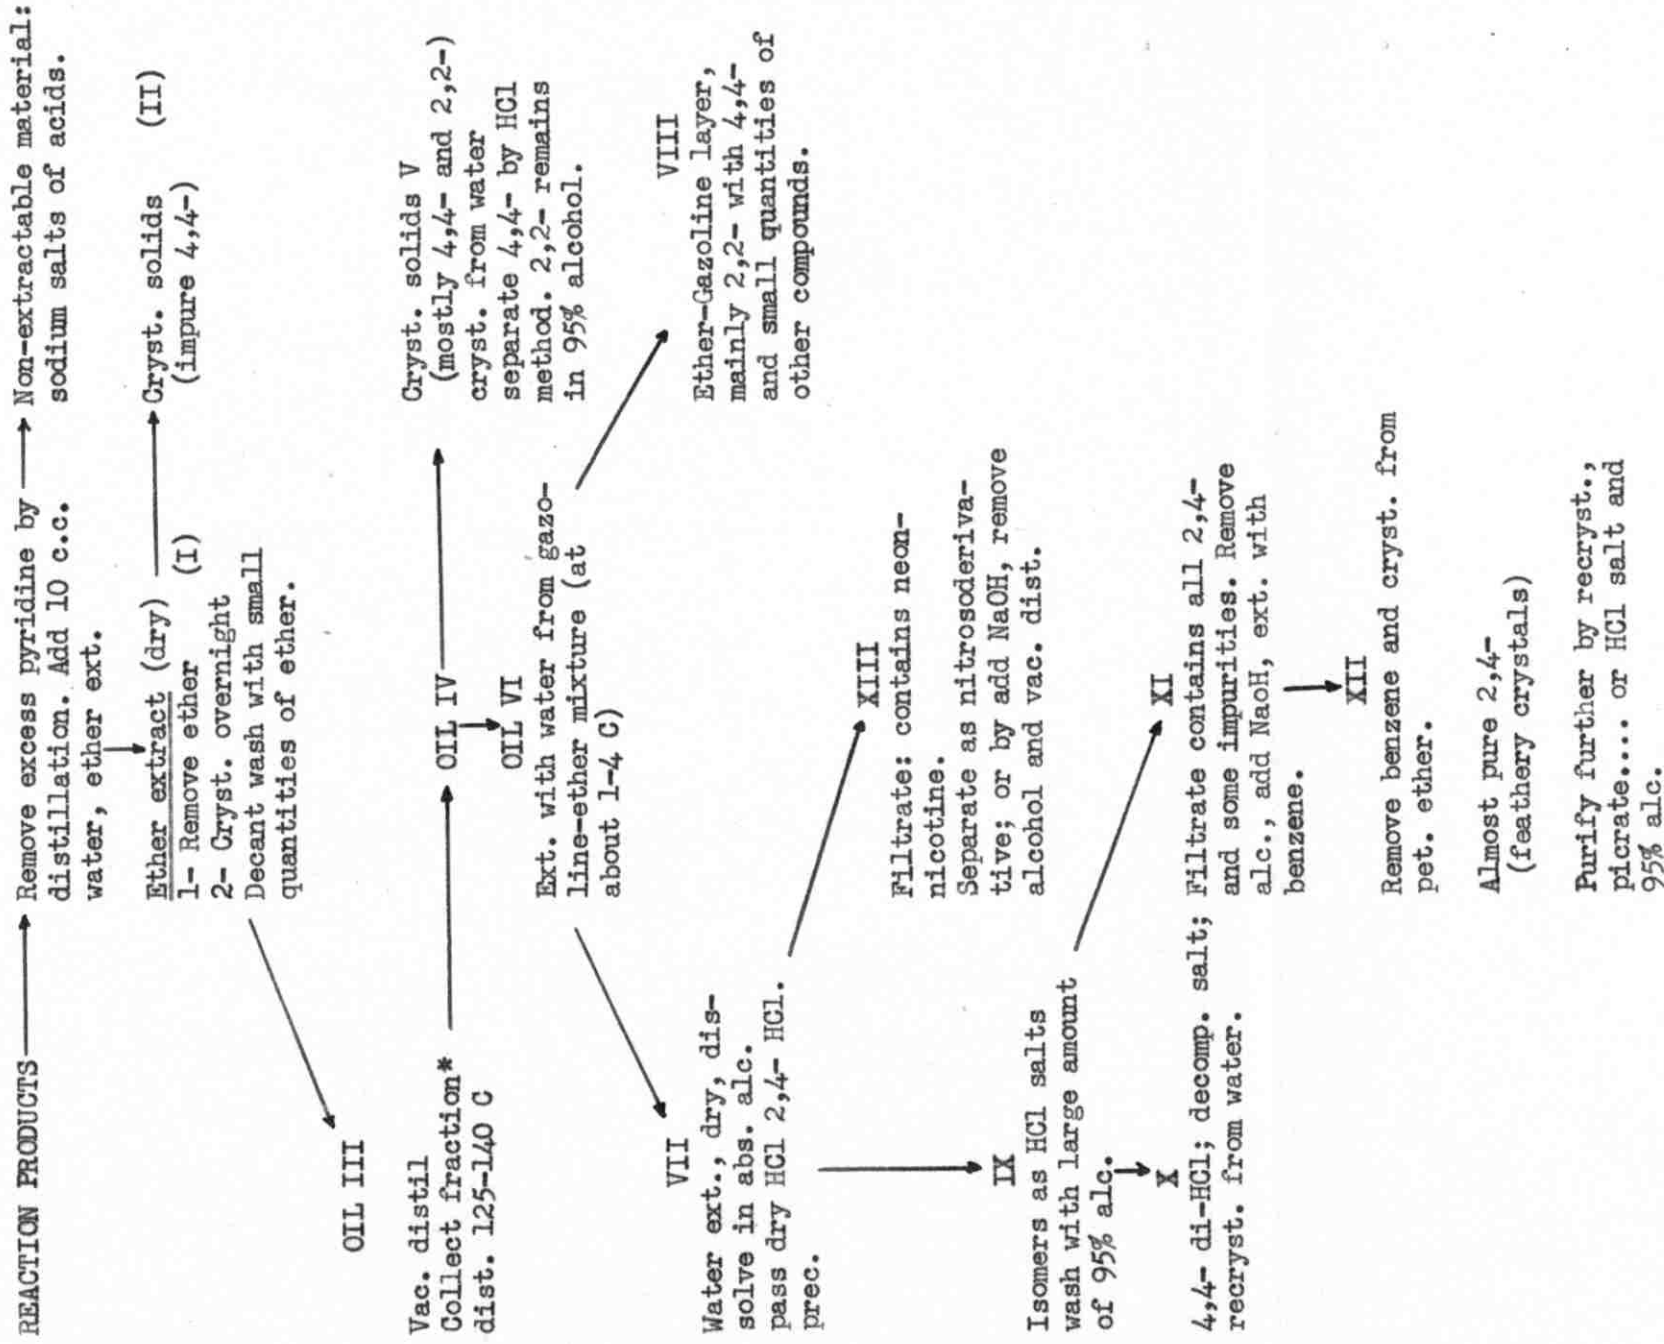 REACTION PRODUCTS
Remove excess pyridine by
distillation. Add 10 c.c.
water, ether ext.
Non-extractable material:
sodium salts of acids.
Ether extract (dry)
1- Remove ether (I)
2- Cryst. overnight
Decant wash with small
quantities of ether.
Cryst. solids (II)
(impure 4,4-)
OIL III
Vac. distil
Collect fraction*
dist. 125-140 C
OIL IV
Cryst. solids V
(mostly 4,4- and 2,2-)
cryst. from water
separate 4,4- by HCl
method. 2,2- remains
in 95% alcohol.
OIL VI
Ext. with water from gazo-
line-ether mixture (at
about 1-4 C)
VII
Water ext., dry, dis-
solve in abs. alc.
pass dry HCl 2,4- HCl.
prec.
VIII
Ether-Gazoline layer,
mainly 2,2- with 4,4-
and small quantities of
other compounds.
XIII
Filtrate: contains neon-
nicotine.
Separate as nitrosoderiva-
tive; or by add NaOH, remove
alcohol and vac. dist.
IX
Isomers as HCl salts
wash with large amount
of 95% alc.
X
4,4- di-HCl; decomp. salt;
recryst. from water.
XI
Filtrate contains all 2,4-
and some impurities. Remove
alc., add NaoH, ext. with
benzene.
XII
Remove benzene and cryst. from
pet. ether.
Almost pure 2,4-
(feathery crystals)
Purify further by recryst.,
picrate.... or HCl salt and
95% alc.